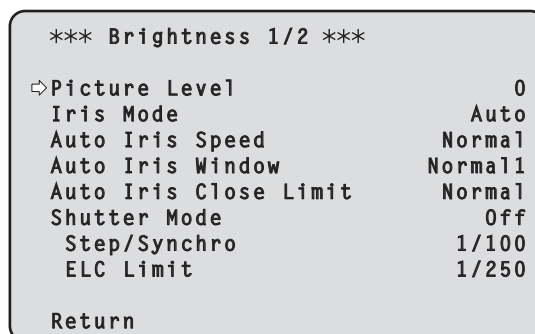 *** Brightness 1/2 ***
⇨Picture Level 0
Iris Mode Auto
Auto Iris Speed Normal
Auto Iris Window Normal1
Auto Iris Close Limit Normal
Shutter Mode Off
Step/Synchro 1/100
ELC Limit 1/250
Return